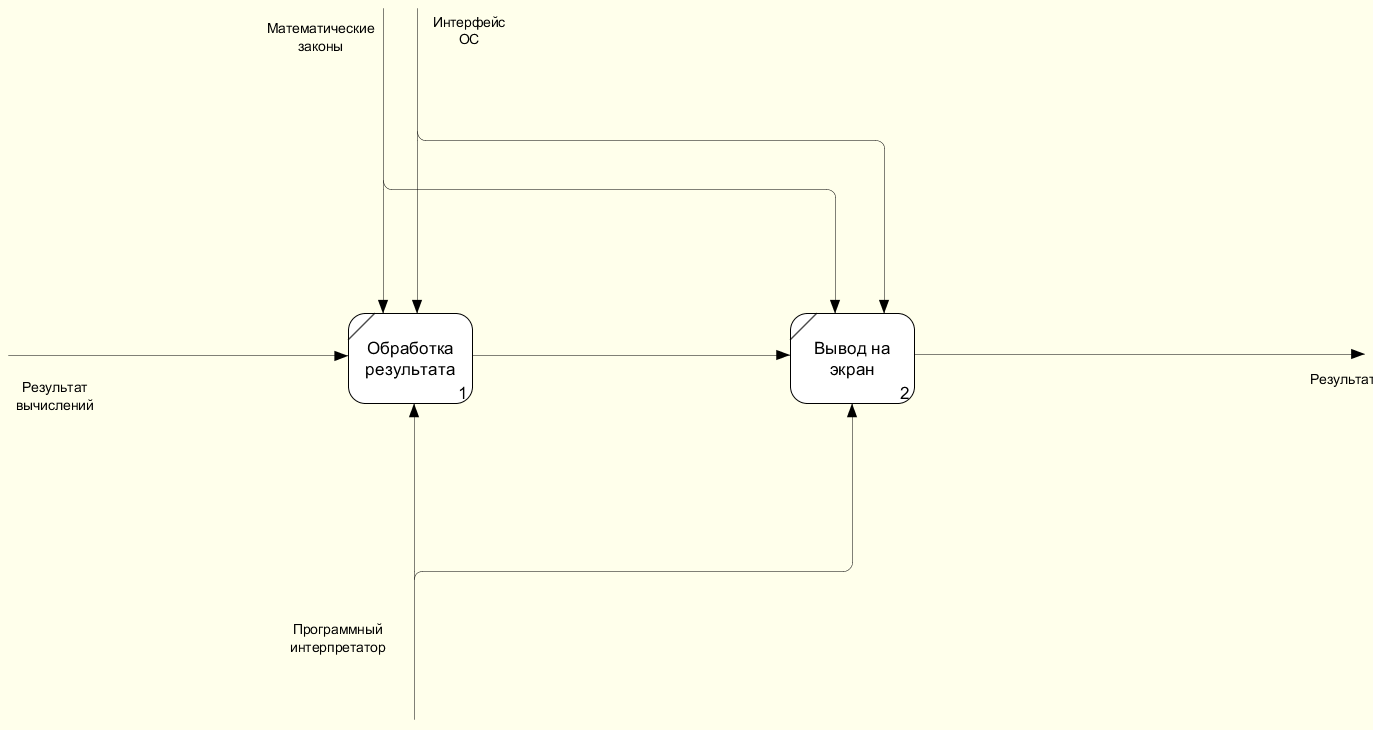 Математические
законы
Интерфейс
ОС
Обработка
результата
1
Вывод на
экран
2
Результат
вычислений
Результат
Программный
интерпретатор